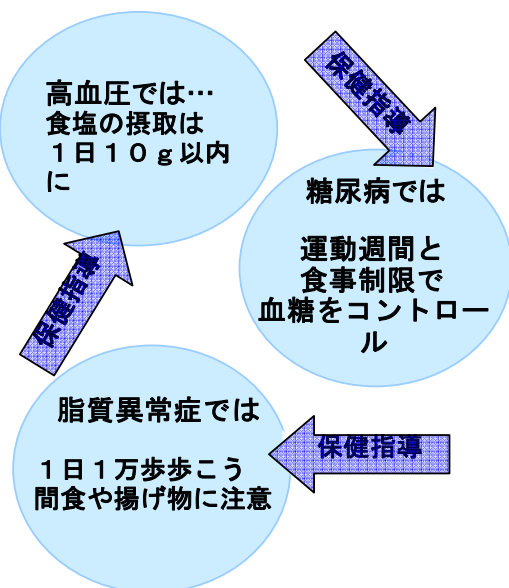 高血圧では…
食塩の摂取は
１日１０ｇ以内
に
保健指導
糖尿病では
運動週間と
食事制限で
血糖をコントロー
ル
保健指導
脂質異常症では
１日１万歩歩こう
間食や揚げ物に注意
保健指導